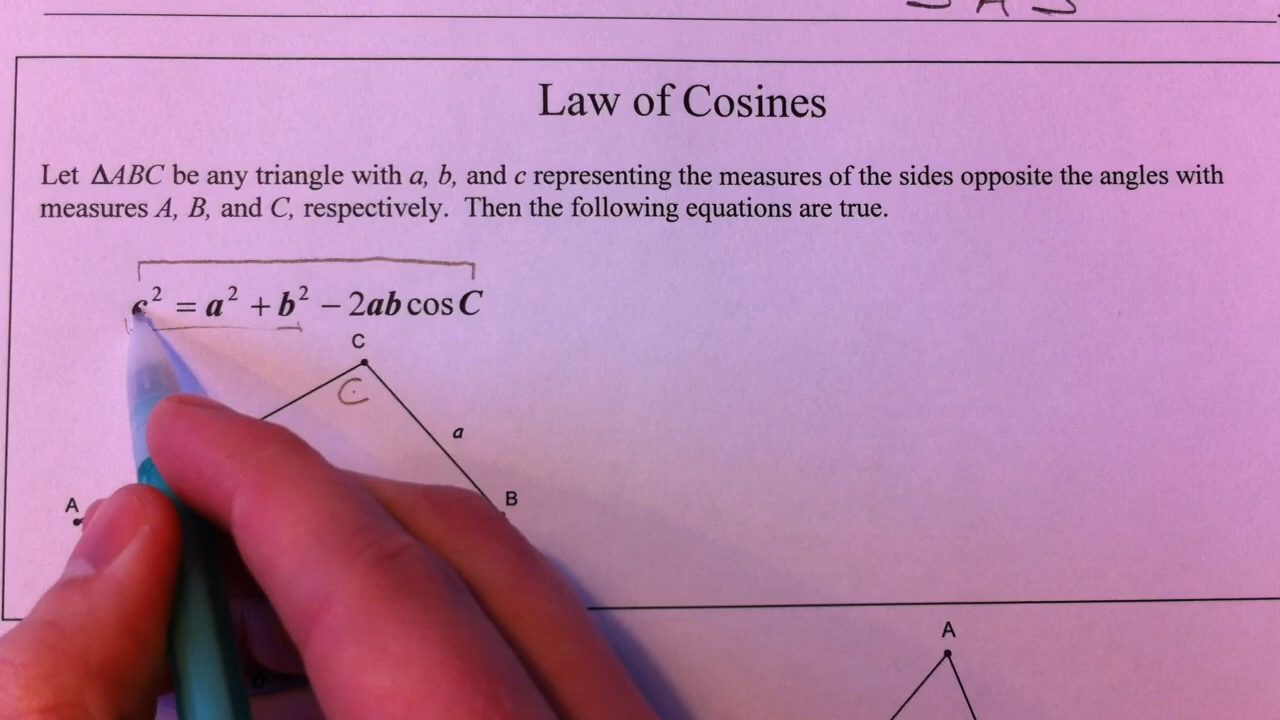 SAS
Law of Cosines
Let ΔABC be any triangle with a, b, and c representing the measures of the sides opposite the angles with
measures A, B, and C, respectively. Then the following equations are true.
c² = a² + b² − 2ab cos C
C
C
a
B
A
A